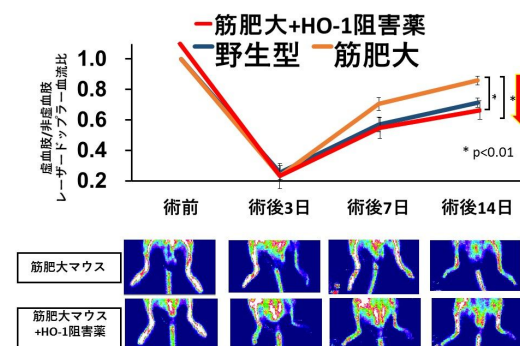 筋肥大+HO-1阻害薬
野生型 筋肥大
虚血肢/非虚血肢
レーザードップラー血流比
1.0
0.8
0.6
0.4
0.2
*
*
* p<0.01
術前 術後3日 術後7日 術後14日
筋肥大マウス
筋肥大マウス
+HO-1阻害薬